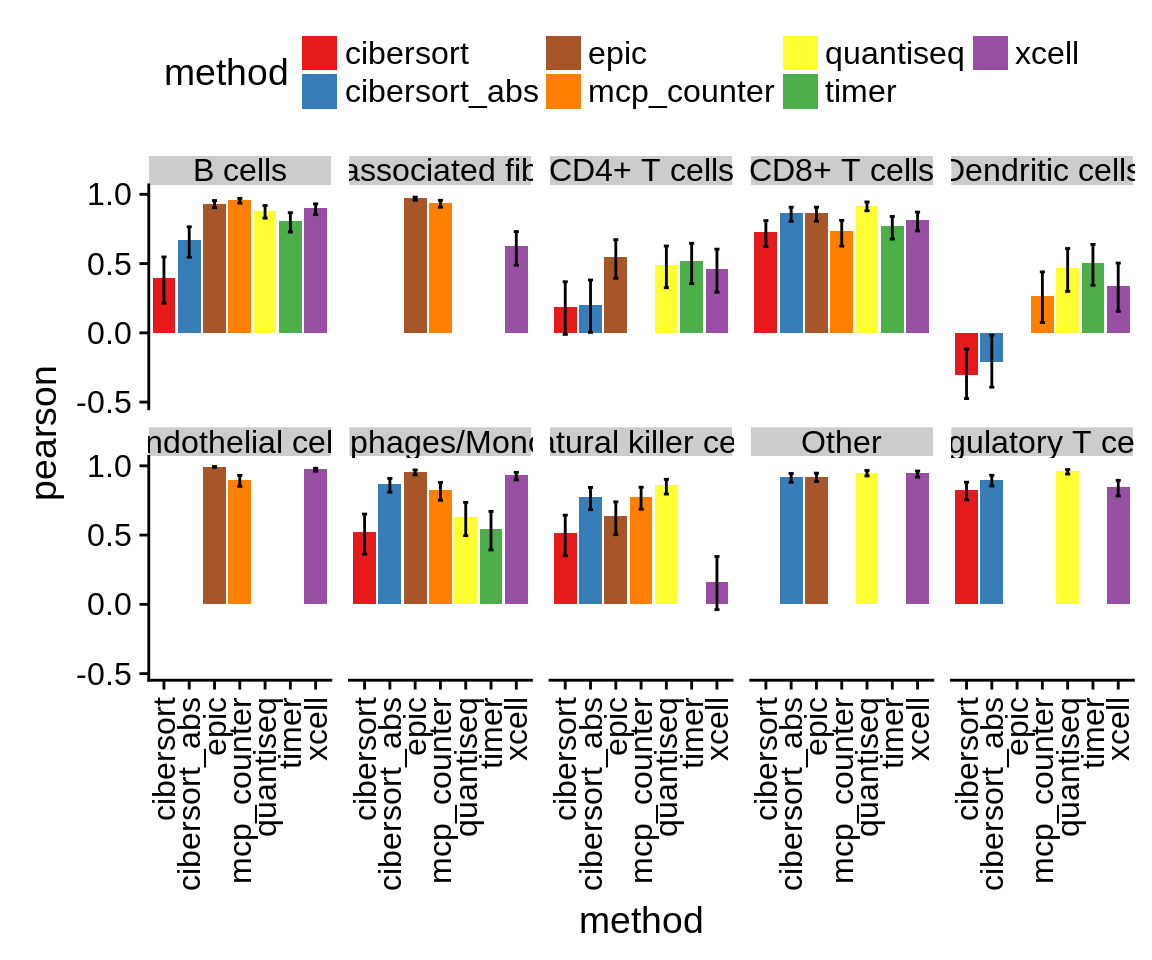 method
cibersort
epic
quantiseq
xcell
cibersort_abs
mcp_counter
timer
B cells
associated fib
CD4+ T cells
CD8+ T cells
Dendritic cells
1.0
0.5
0.0
-0.5
pearson
ndothelial cel
phages/Mono
atural killer ce
Other
gulatory T ce
1.0
0.5
0.0
-0.5
cibersort
cibersort_abs
epic
mcp_counter
quantiseq
timer
xcell
cibersort
cibersort_abs
epic
mcp_counter
quantiseq
timer
xcell
cibersort
cibersort_abs
epic
mcp_counter
quantiseq
timer
xcell
cibersort
cibersort_abs
epic
mcp_counter
quantiseq
timer
xcell
cibersort
cibersort_abs
epic
mcp_counter
quantiseq
timer
xcell
method